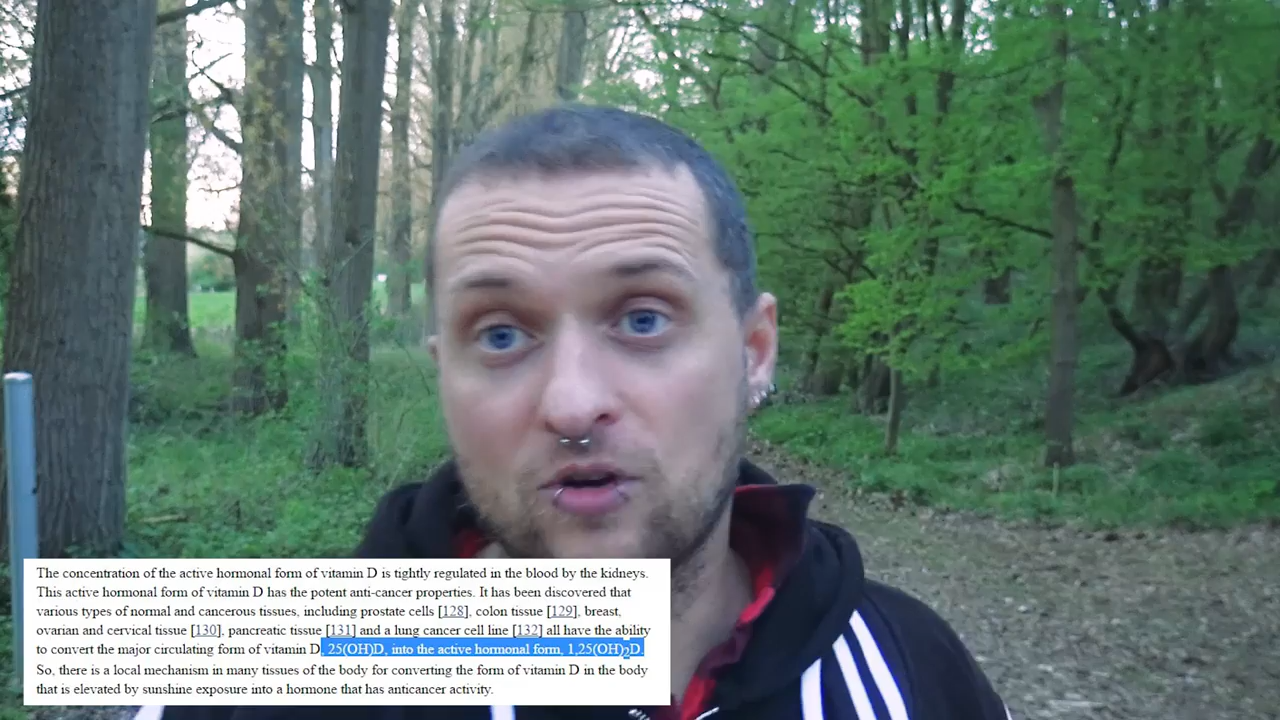 The concentration of the active hormonal form of vitamin D is tightly regulated in the blood by the kidneys.
This active hormonal form of vitamin D has the potent anti-cancer properties. It has been discovered that
various types of normal and cancerous tissues, including prostate cells [128], colon tissue [129], breast,
ovarian and cervical tissue [130], pancreatic tissue [131] and a lung cancer cell line [132] all have the ability
to convert the major circulating form of vitamin D, 25(OH)D, into the active hormonal form, 1,25(OH)2D.
So, there is a local mechanism in many tissues of the body for converting the form of vitamin D in the body
that is elevated by sunshine exposure into a hormone that has anticancer activity.